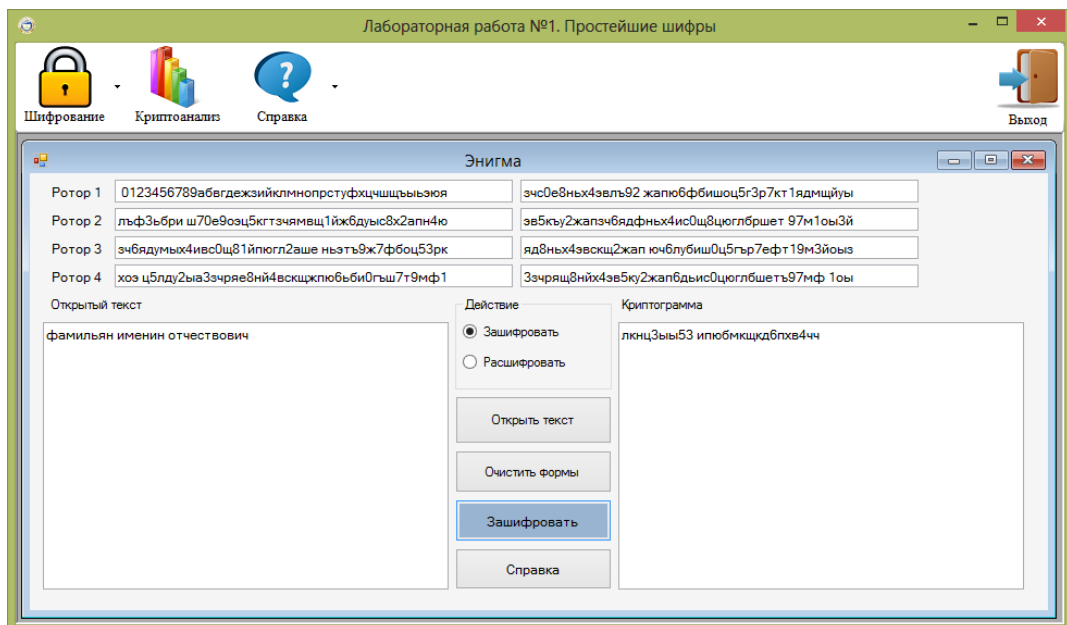 Лабораторная работа №1. Простейшие шифры
Шифрование Криптоанализ Справка Выход
Энигма
Ротор 1 0123456789абвгдежзийклмнопрстуфхцчшщъыьэюя зчс0е8ньх4эвлъ92 жапю6фбишоц5г3р7кт1ядмщйуы
Ротор 2 лъф3ьбри ш70е9оэц5кгтзчямвщ1йж6дуыс8х2апн4ю эв5къу2жапзч6ядфньх4ис0щ8цюглбршет 97м1оы3й
Ротор 3 зч6ядумых4ивс0щ81йпюгл2аше ньэтъ9ж7фбоц53рк яд8ньх4эвскщ2жап юч6лубиш0ц5гър7ефт19м3йоыз
Ротор 4 хоэ ц5лду2ыа3зчряе8нй4вскщжпю6ьби0гъш7т9мф1 3зчрящ8нйх4эв5ку2жап6дьис0цюглбшетъ97мф 1оы
Открытый текст Действие Криптограмма
фамильян именин отчествович Зашифровать лкнц3ыы53 ипюбмкщкд6пхв4чч
Расшифровать
Открыть текст
Очистить формы
Зашифровать
Справка